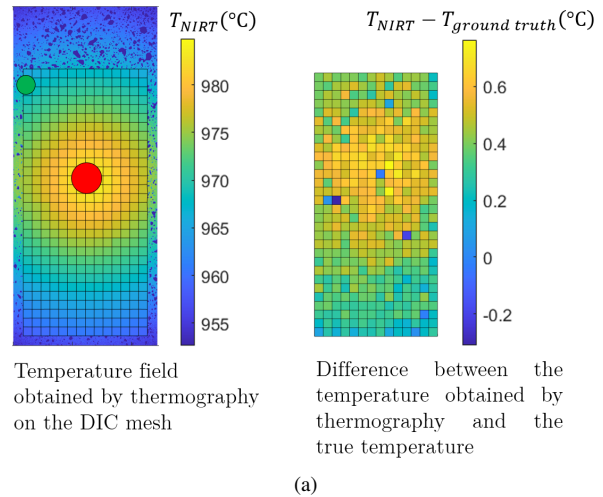 T_NIRT(°C)
980
975
970
965
960
955
Temperature field
obtained by thermography
on the DIC mesh
T_NIRT − T_ground truth(°C)
0.6
0.4
0.2
0
-0.2
Difference between the
temperature obtained by
thermography and the
true temperature
(a)